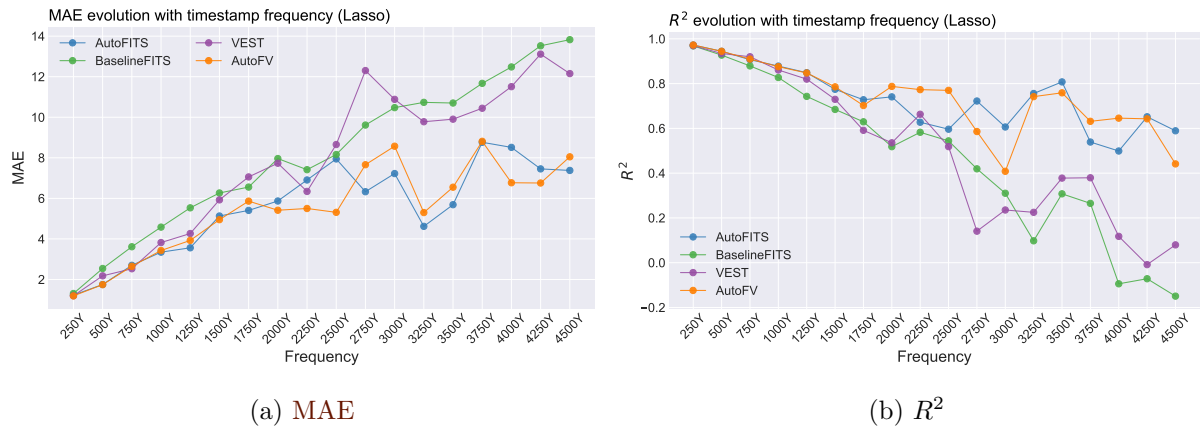 MAE evolution with timestamp frequency (Lasso)
AutoFITS
BaselineFITS
VEST
AutoFV
MAE
14
12
10
8
6
4
2
250Y 500Y 750Y 1000Y 1250Y 1500Y 1750Y 2000Y 2250Y 2500Y 2750Y 3000Y 3250Y 3500Y 3750Y 4000Y 4250Y 4500Y
Frequency
(a) MAE
R² evolution with timestamp frequency (Lasso)
R²
1.0
0.8
0.6
0.4
0.2
0.0
−0.2
AutoFITS
BaselineFITS
VEST
AutoFV
250Y 500Y 750Y 1000Y 1250Y 1500Y 1750Y 2000Y 2250Y 2500Y 2750Y 3000Y 3250Y 3500Y 3750Y 4000Y 4250Y 4500Y
Frequency
(b) R²